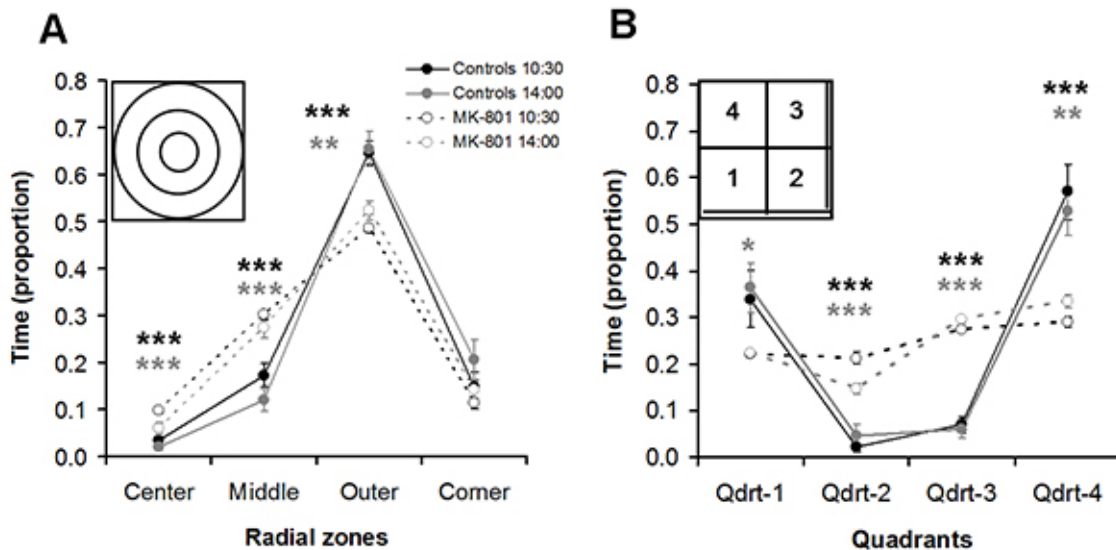 A
Controls 10:30
Controls 14:00
MK-801 10:30
MK-801 14:00
0.8
0.7
0.6
0.5
0.4
0.3
0.2
0.1
0.0
Time (proportion)
***
***
***
***
***
**
Center Middle Outer Corner
Radial zones
B
4 3
1 2
0.8
0.7
0.6
0.5
0.4
0.3
0.2
0.1
0.0
Time (proportion)
*
***
***
***
***
***
**
Qdrt-1 Qdrt-2 Qdrt-3 Qdrt-4
Quadrants